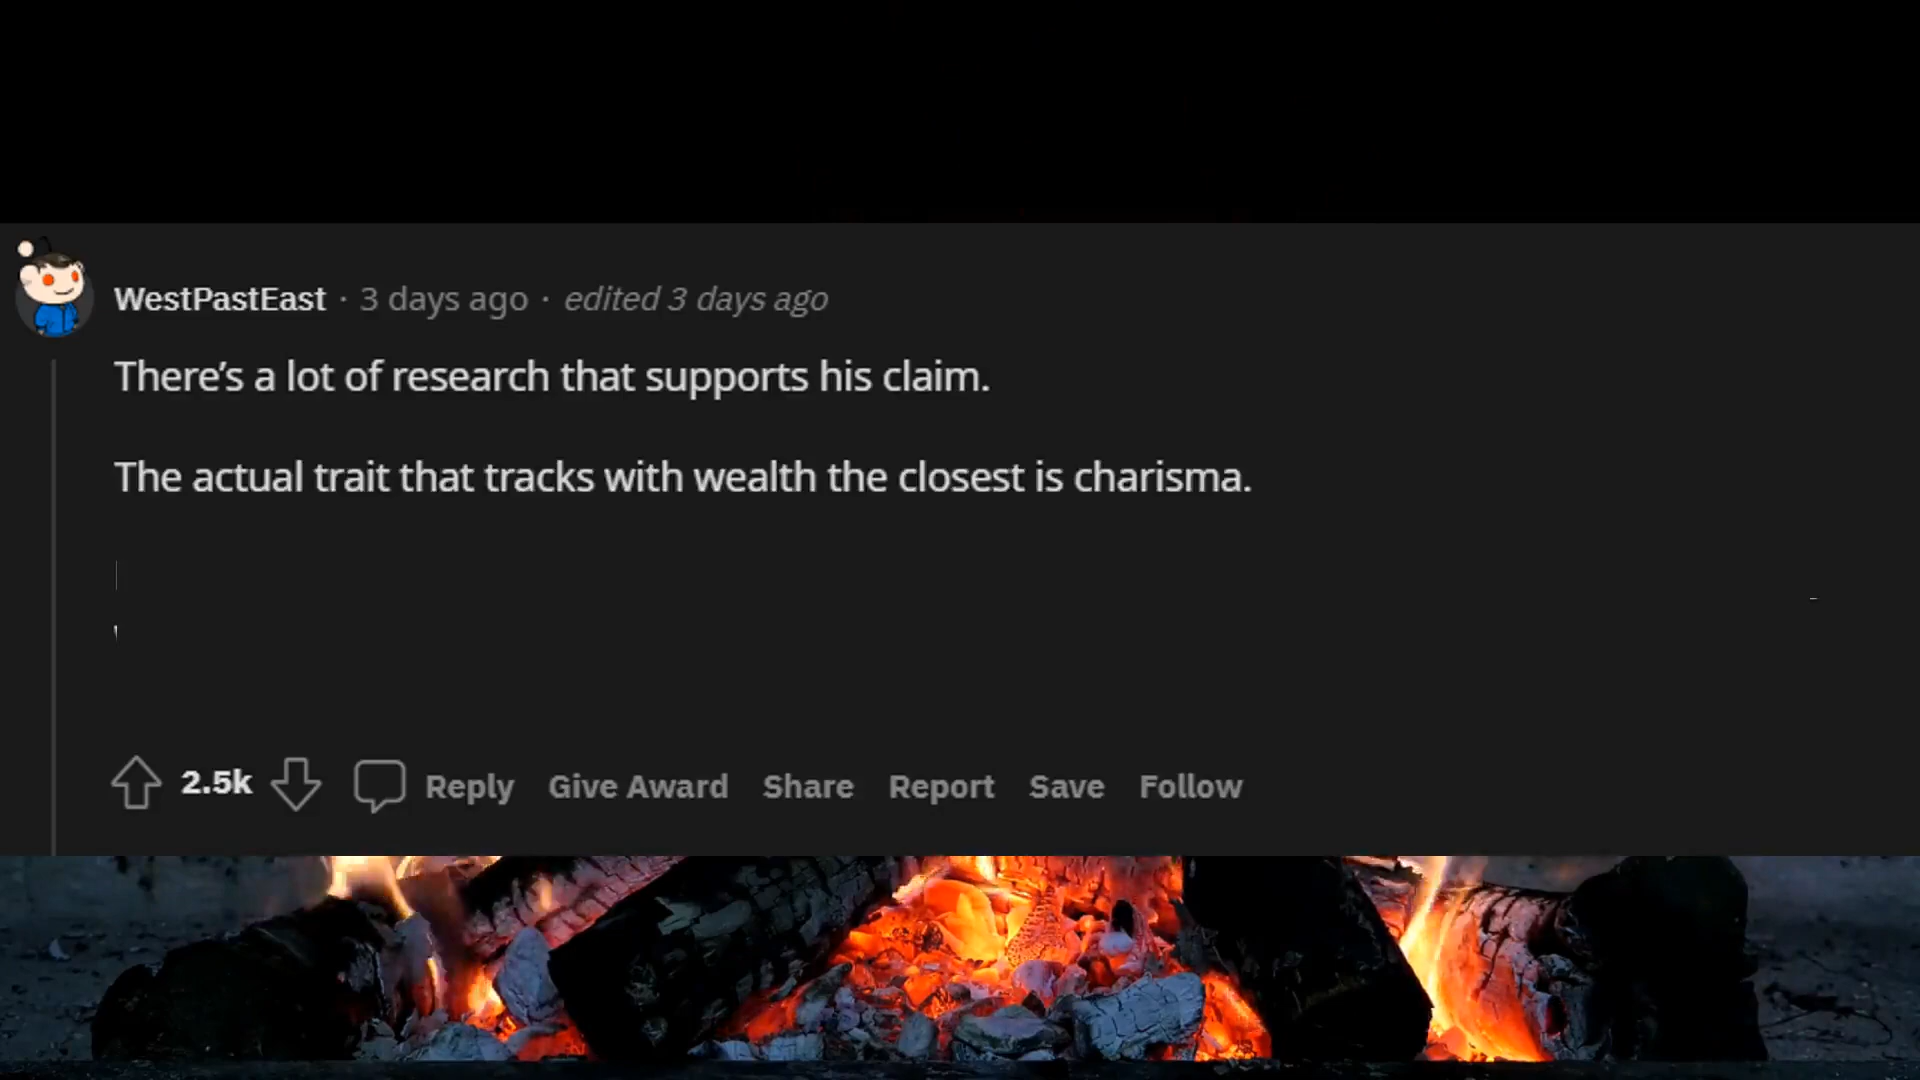 WestPastEast · 3 days ago · edited 3 days ago
There’s a lot of research that supports his claim.
The actual trait that tracks with wealth the closest is charisma.
2.5k Reply Give Award Share Report Save Follow